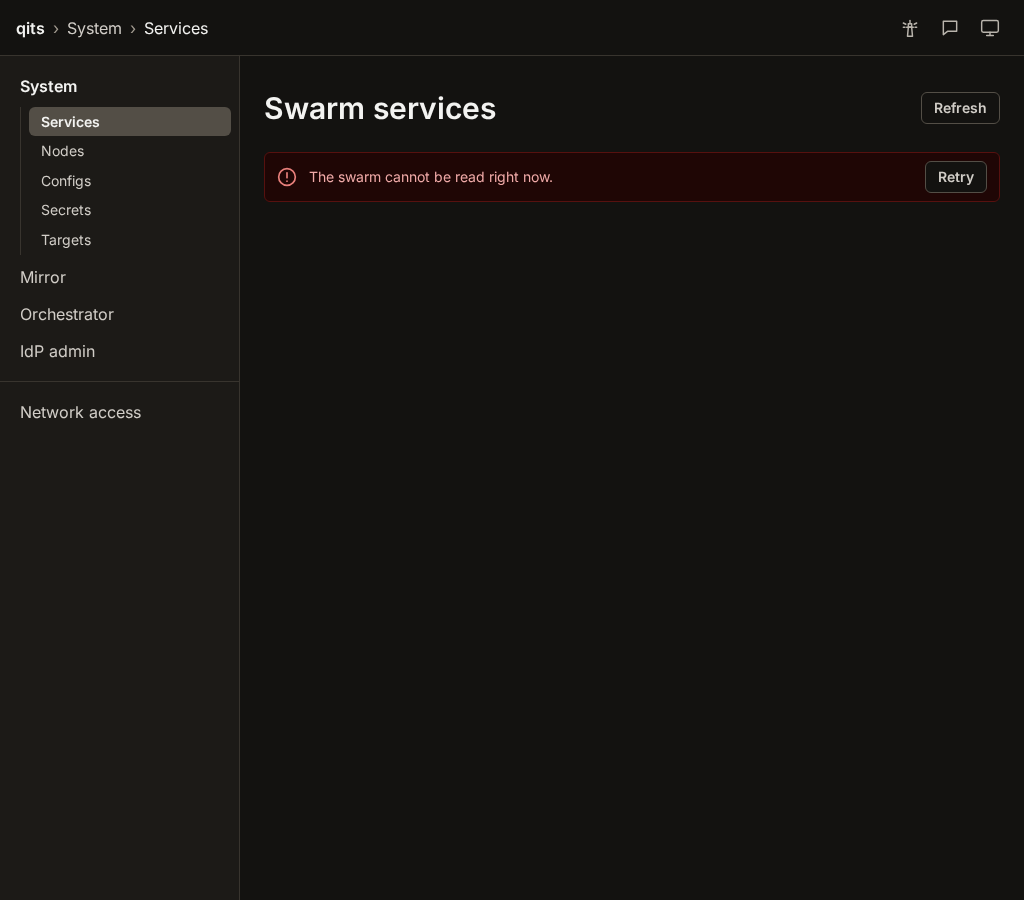 qits › System › Services
System
Services
Nodes
Configs
Secrets
Targets
Mirror
Orchestrator
IdP admin
Network access
Swarm services
Refresh
The swarm cannot be read right now.
Retry